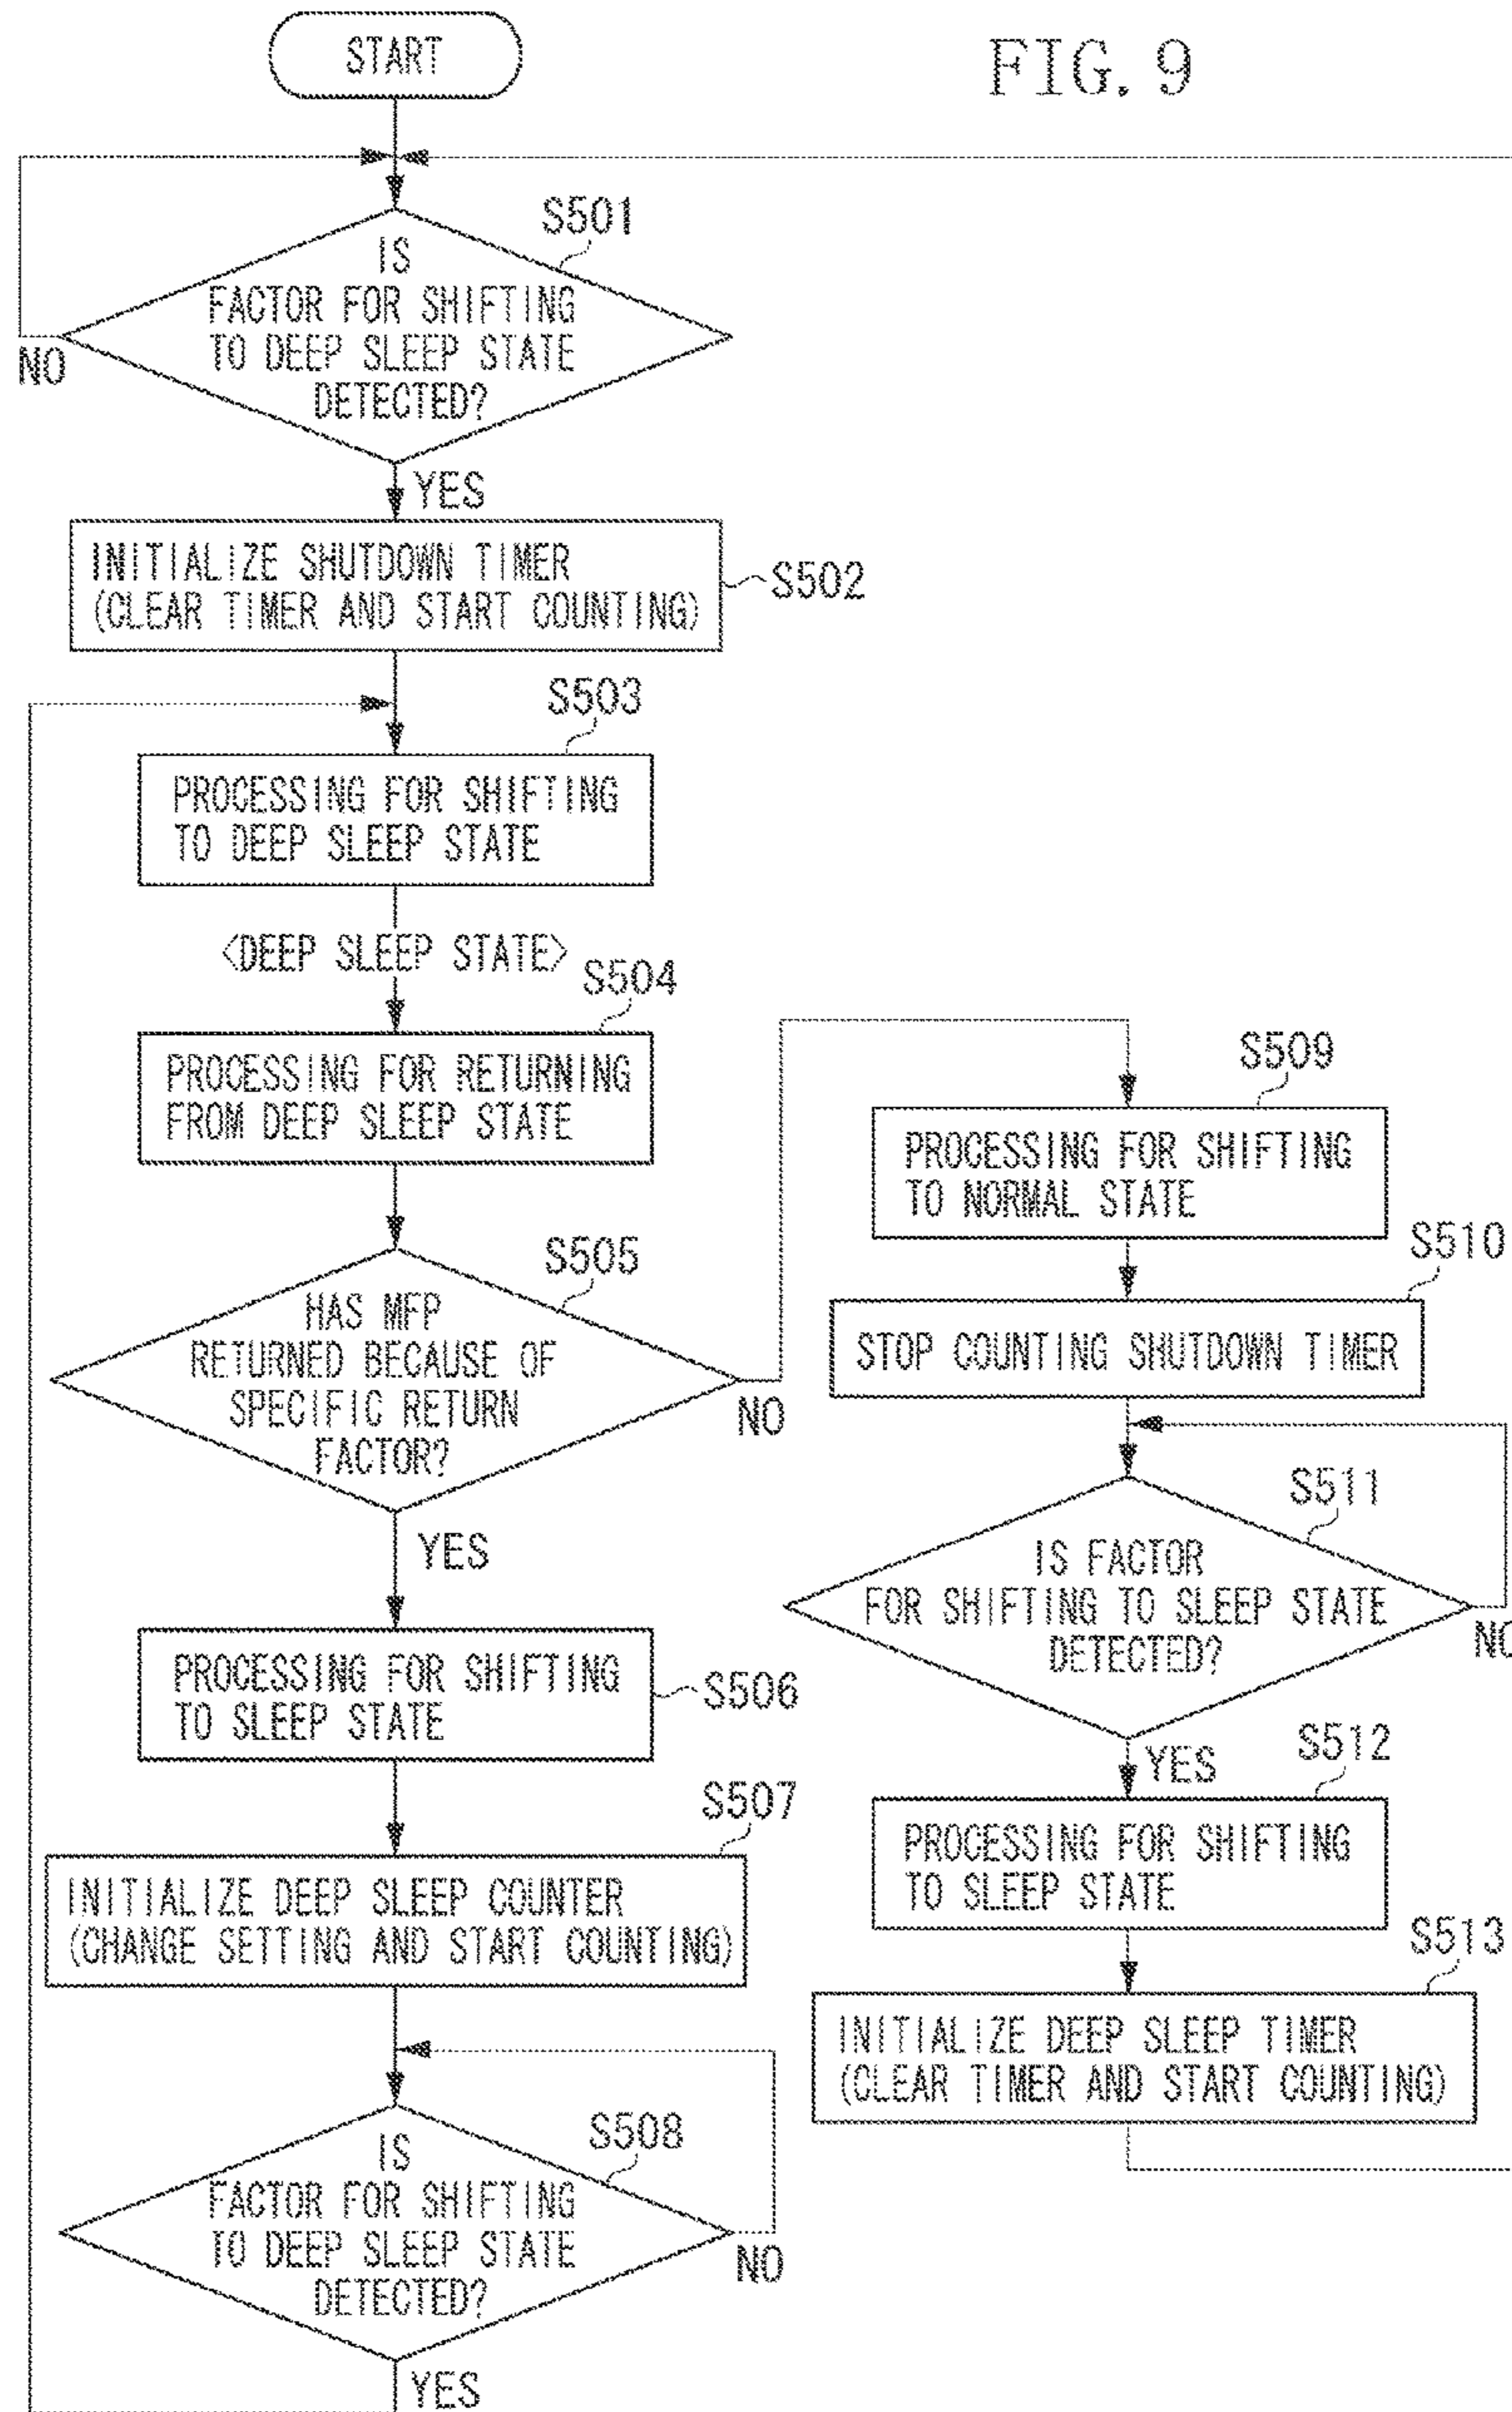 FIG. 9
START
S501
IS
FACTOR FOR SHIFTING
TO DEEP SLEEP STATE
DETECTED?
NO
YES
INITIALIZE SHUTDOWN TIMER
(CLEAR TIMER AND START COUNTING)
S502
S503
PROCESSING FOR SHIFTING
TO DEEP SLEEP STATE
<DEEP SLEEP STATE>
S504
PROCESSING FOR RETURNING
FROM DEEP SLEEP STATE
S505
HAS MFP
RETURNED BECAUSE OF
SPECIFIC RETURN
FACTOR?
NO
YES
PROCESSING FOR SHIFTING
TO SLEEP STATE
S506
S507
INITIALIZE DEEP SLEEP COUNTER
(CHANGE SETTING AND START COUNTING)
S508
IS
FACTOR FOR SHIFTING
TO DEEP SLEEP STATE
DETECTED?
NO
YES
S509
PROCESSING FOR SHIFTING
TO NORMAL STATE
S510
STOP COUNTING SHUTDOWN TIMER
S511
IS FACTOR
FOR SHIFTING TO SLEEP STATE
DETECTED?
NO
YES
S512
PROCESSING FOR SHIFTING
TO SLEEP STATE
S513
INITIALIZE DEEP SLEEP TIMER
(CLEAR TIMER AND START COUNTING)